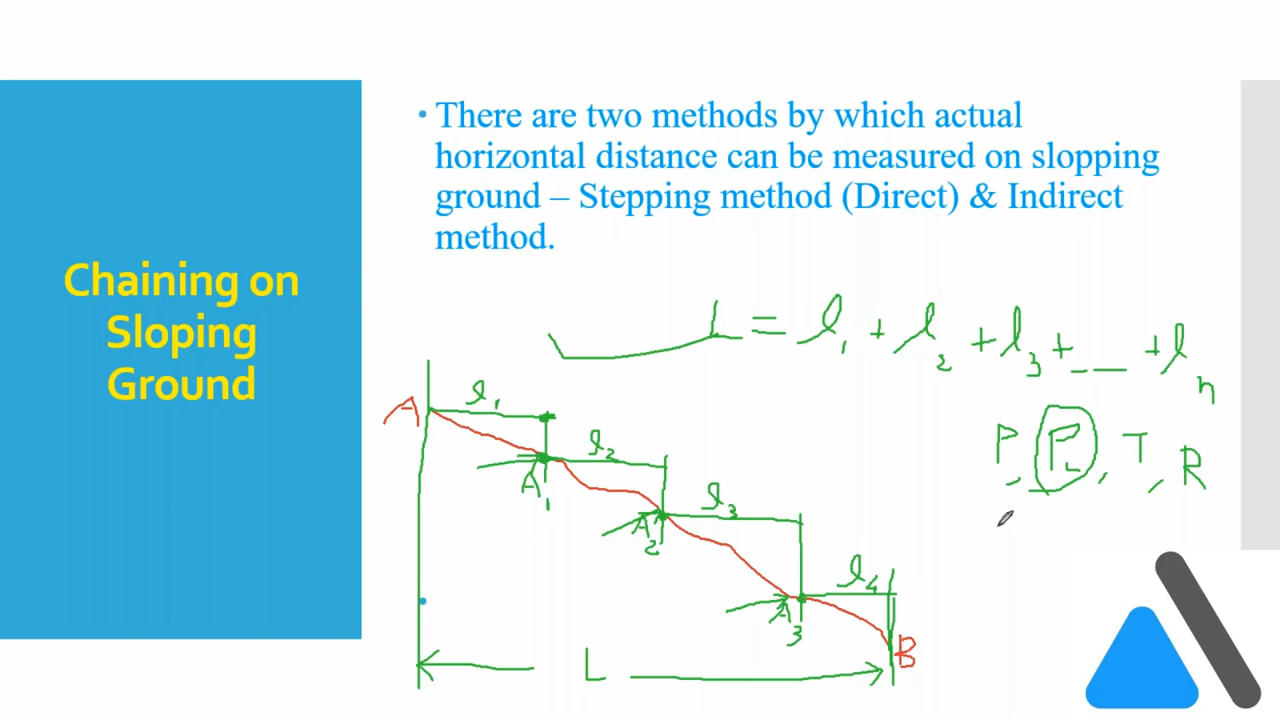 There are two methods by which actual
horizontal distance can be measured on slopping
ground – Stepping method (Direct) & Indirect
method.
Chaining on
Sloping
Ground
L = l1 + l2 + l3 + _ _ + ln
P, P, T, R
A
l1
l2
A1
l3
A2
l4
A3
B
L